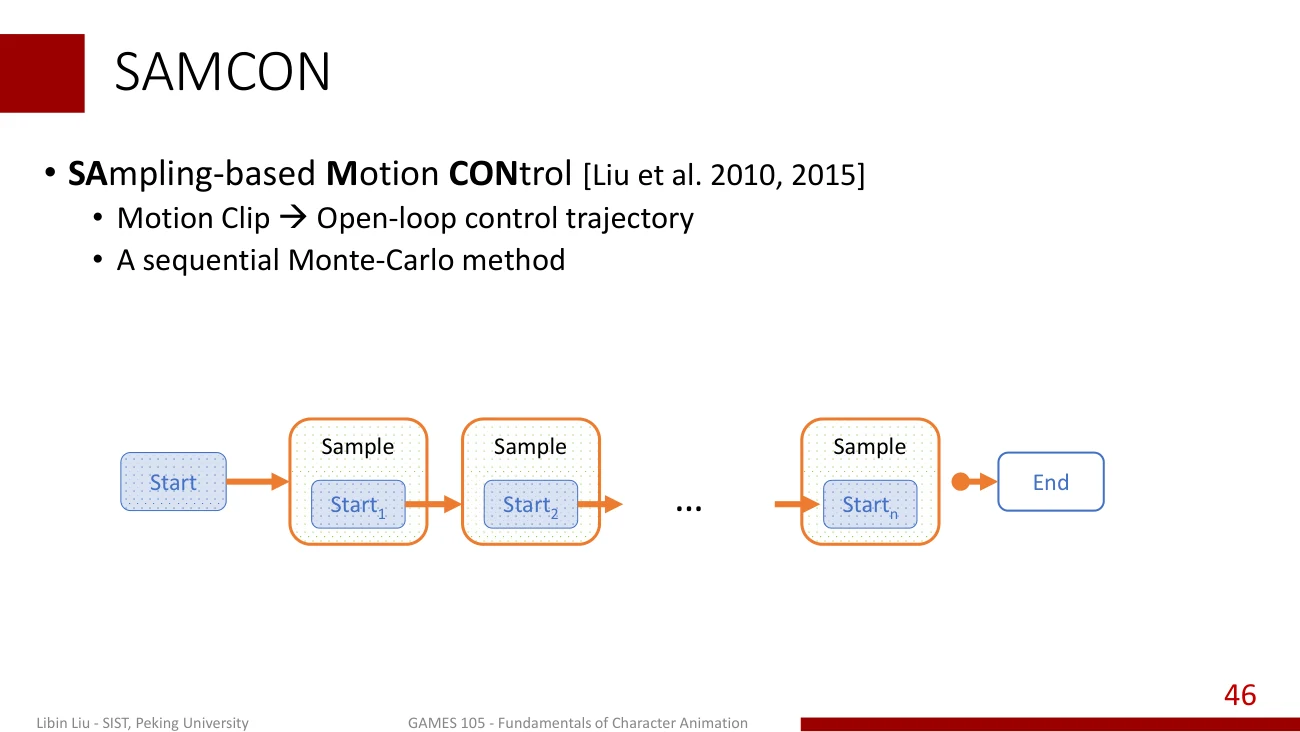 SAMCON
• SAmpling-based Motion CONtrol [Liu et al. 2010, 2015]
• Motion Clip → Open-loop control trajectory
• A sequential Monte-Carlo method
Start
Sample
Start1
Sample
Start2
...
Sample
Startn
End
46
Libin Liu - SIST, Peking University
GAMES 105 - Fundamentals of Character Animation